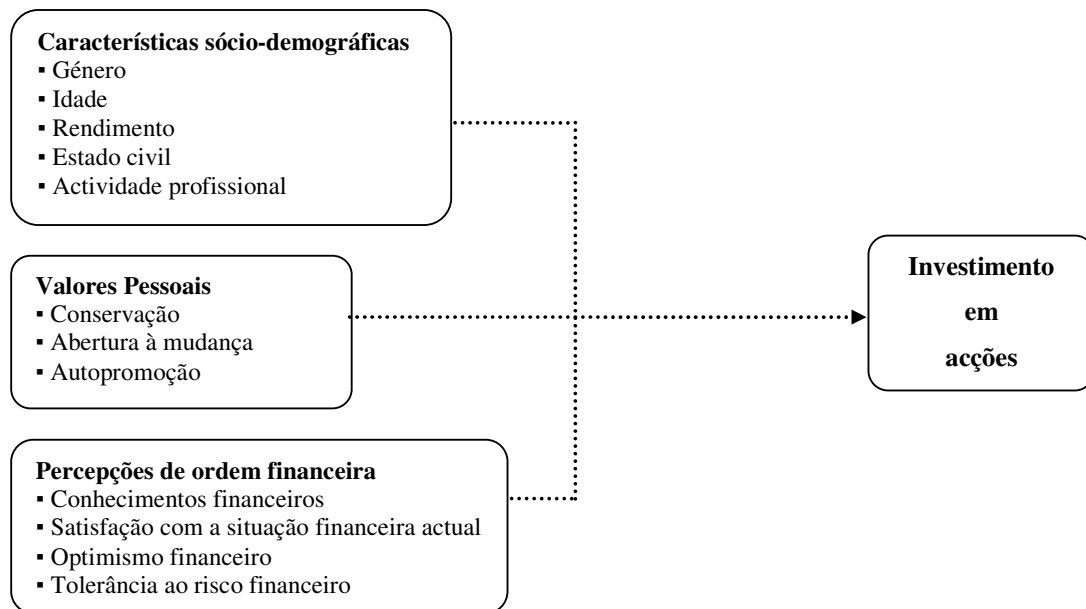 Características sócio-demográficas
▪ Género
▪ Idade
▪ Rendimento
▪ Estado civil
▪ Actividade profissional
Valores Pessoais
▪ Conservação
▪ Abertura à mudança
▪ Autopromoção
Percepções de ordem financeira
▪ Conhecimentos financeiros
▪ Satisfação com a situação financeira actual
▪ Optimismo financeiro
▪ Tolerância ao risco financeiro
Investimento
em
acções